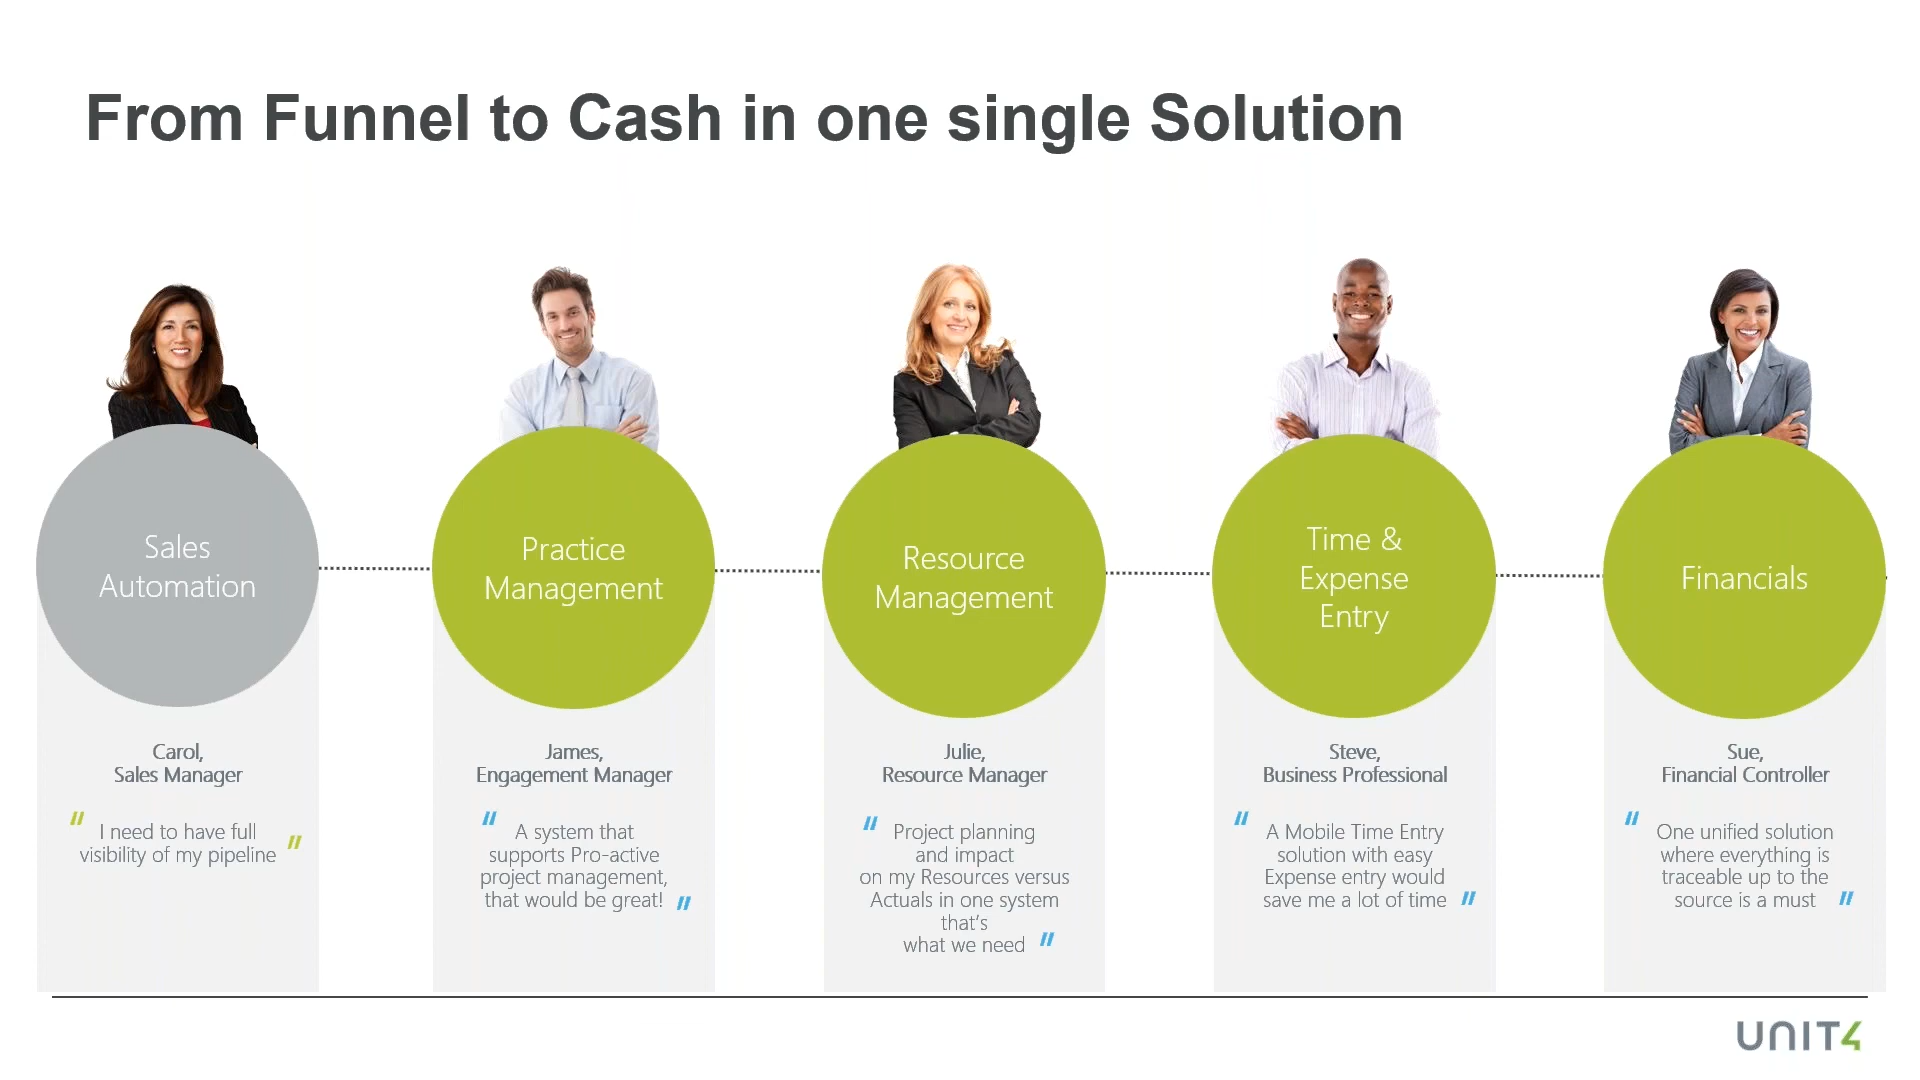 From Funnel to Cash in one single Solution
Sales
Automation
Carol,
Sales Manager
" I need to have full
visibility of my pipeline "
Practice
Management
James,
Engagement Manager
" A system that
supports Pro-active
project management,
that would be great! "
Resource
Management
Julie,
Resource Manager
" Project planning
and impact
on my Resources versus
Actuals in one system
that's
what we need "
Time &
Expense
Entry
Steve,
Business Professional
" A Mobile Time Entry
solution with easy
Expense entry would
save me a lot of time "
Financials
Sue,
Financial Controller
" One unified solution
where everything is
traceable up to the
source is a must "
UNIT4